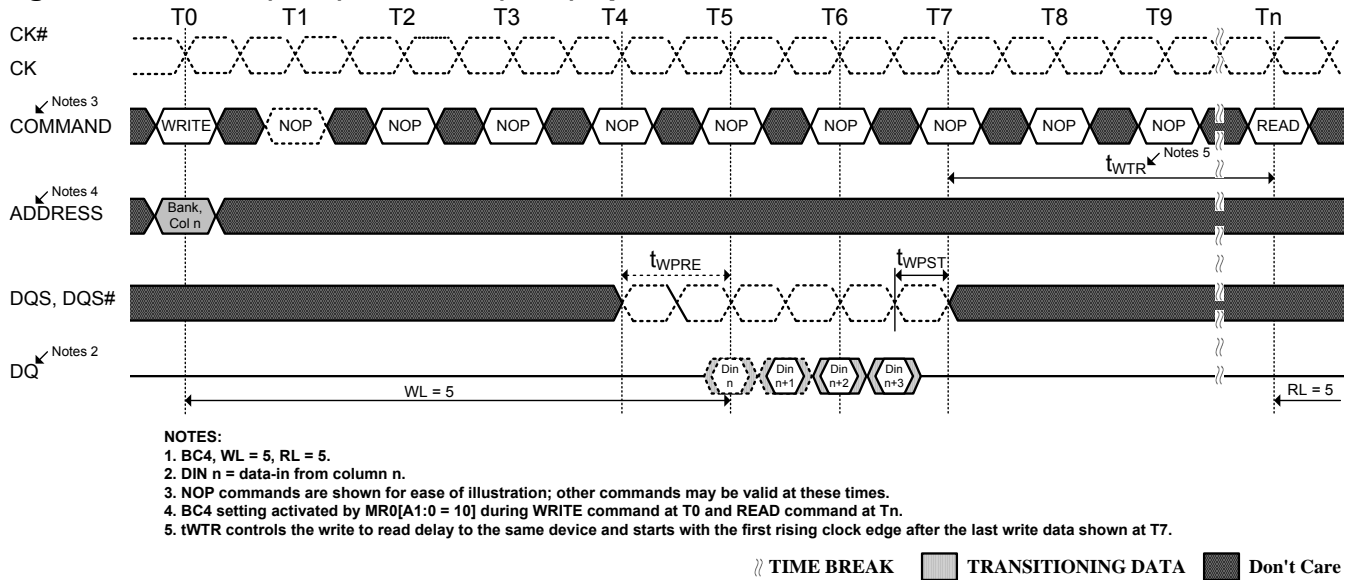 T0 T1 T2 T3 T4 T5 T6 T7 T8 T9 Tn
CK#
CK
Notes 3
COMMAND
WRITE NOP NOP NOP NOP NOP NOP NOP NOP NOP READ
tWTR Notes 5
Notes 4
ADDRESS
Bank,
Col n
tWPRE tWPST
DQS, DQS#
Notes 2
DQ
Din
n
Din
n+1
Din
n+2
Din
n+3
WL = 5
RL = 5
NOTES:
1. BC4, WL = 5, RL = 5.
2. DIN n = data-in from column n.
3. NOP commands are shown for ease of illustration; other commands may be valid at these times.
4. BC4 setting activated by MR0[A1:0 = 10] during WRITE command at T0 and READ command at Tn.
5. tWTR controls the write to read delay to the same device and starts with the first rising clock edge after the last write data shown at T7.
TIME BREAK TRANSITIONING DATA Don't Care